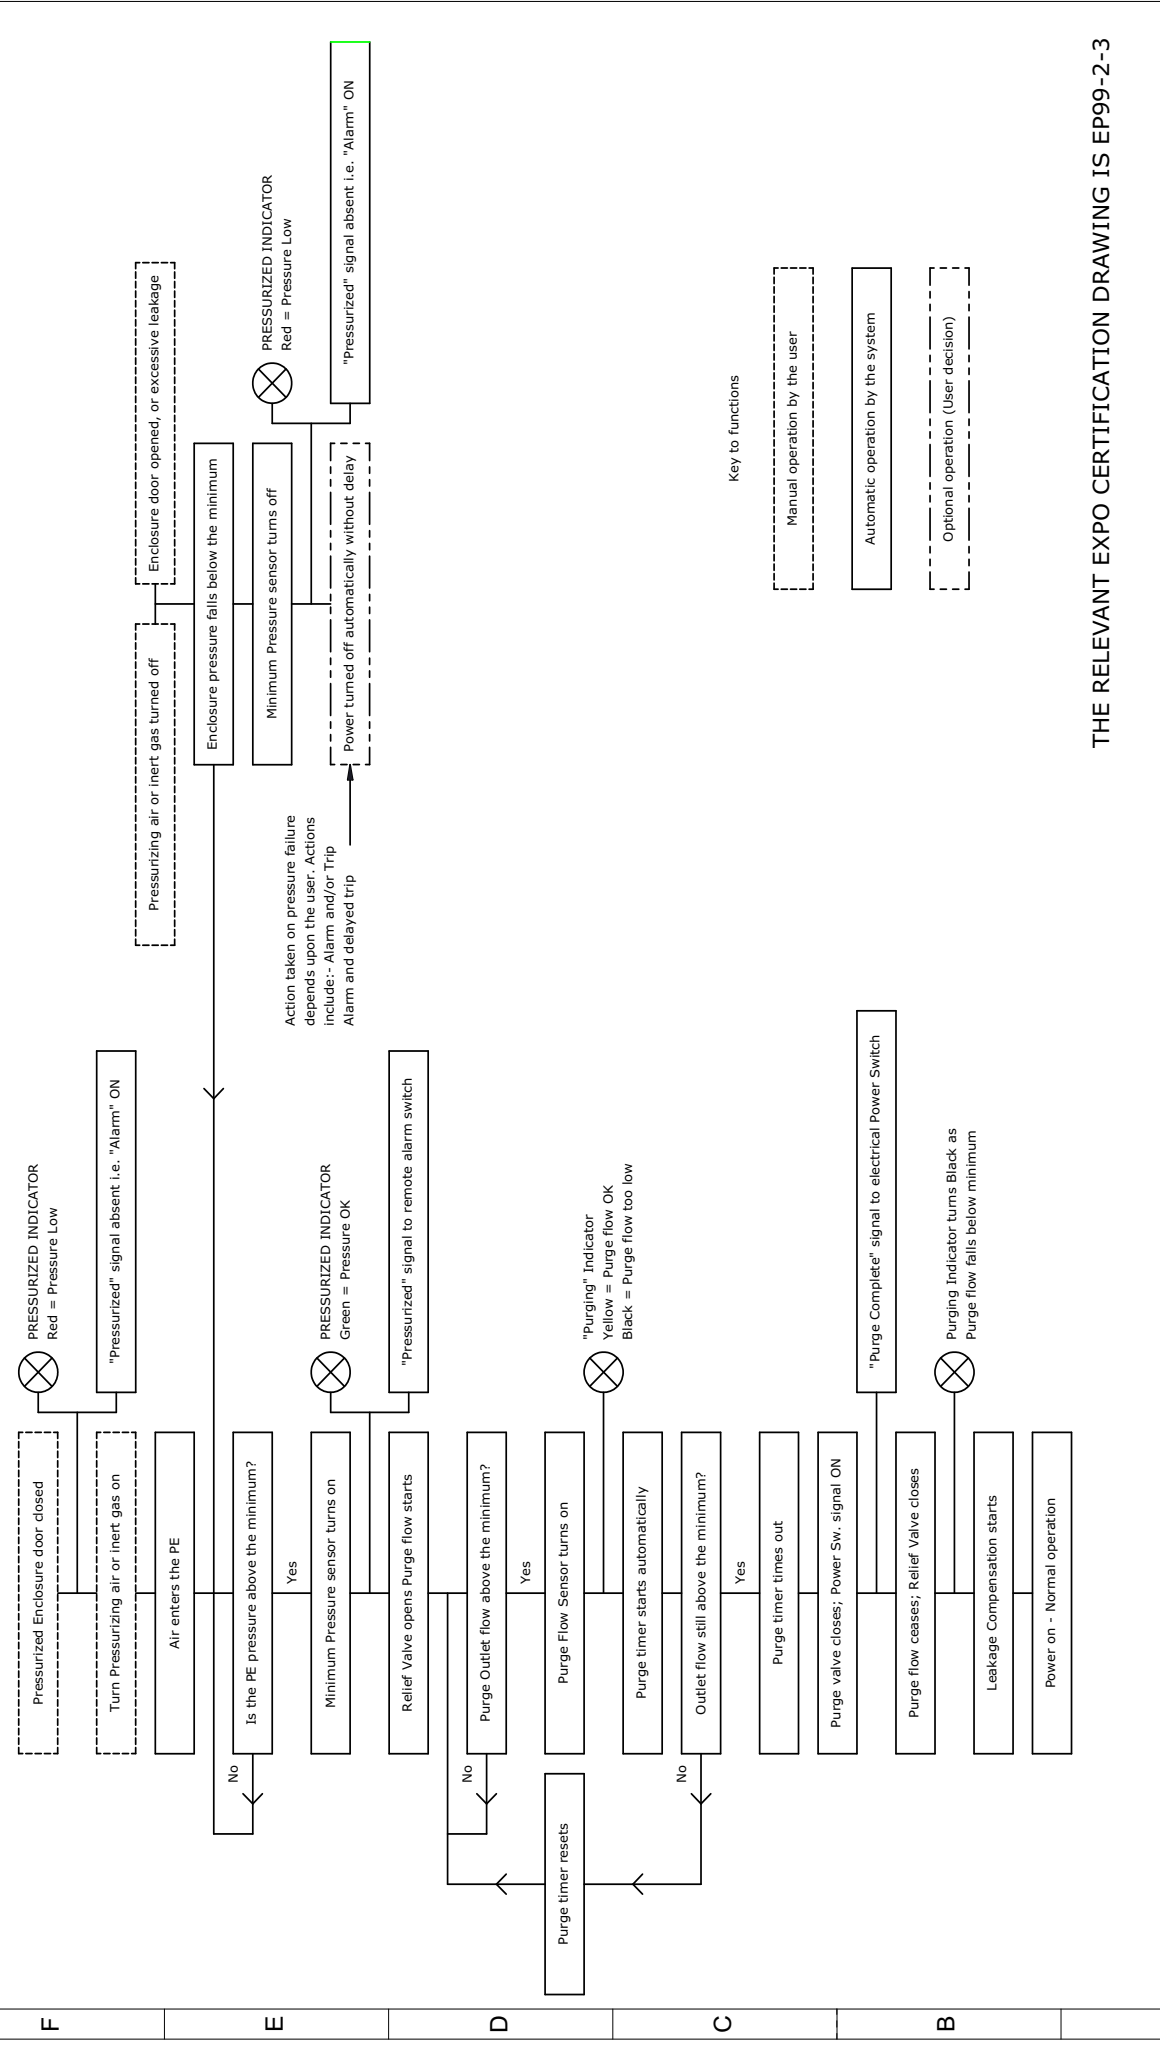 Pressurized Enclosure door closed
PRESSURIZED INDICATOR
Red = Pressure Low
Turn Pressurizing air or inert gas on
"Pressurized" signal absent i.e. "Alarm" ON
Air enters the PE
Is the PE pressure above the minimum?
No
Yes
Minimum Pressure sensor turns on
PRESSURIZED INDICATOR
Green = Pressure OK
Relief Valve opens Purge flow starts
"Pressurized" signal to remote alarm switch
Purge Outlet flow above the minimum?
No
Yes
Purge timer resets
Purge Flow Sensor turns on
"Purging" Indicator
Yellow = Purge flow OK
Black = Purge flow too low
Purge timer starts automatically
Outlet flow still above the minimum?
No
Yes
Purge timer times out
Purge valve closes; Power Sw. signal ON
"Purge Complete" signal to electrical Power Switch
Purge flow ceases; Relief Valve closes
Purging Indicator turns Black as
Purge flow falls below minimum
Leakage Compensation starts
Power on - Normal operation
Pressurizing air or inert gas turned off
Enclosure door opened, or excessive leakage
Enclosure pressure falls below the minimum
Minimum Pressure sensor turns off
PRESSURIZED INDICATOR
Red = Pressure Low
Action taken on pressure failure
depends upon the user. Actions
include:- Alarm and/or Trip
Alarm and delayed trip
Power turned off automatically without delay
"Pressurized" signal absent i.e. "Alarm" ON
Key to functions
Manual operation by the user
Automatic operation by the system
Optional operation (User decision)
THE RELEVANT EXPO CERTIFICATION DRAWING IS EP99-2-3
F
E
D
C
B